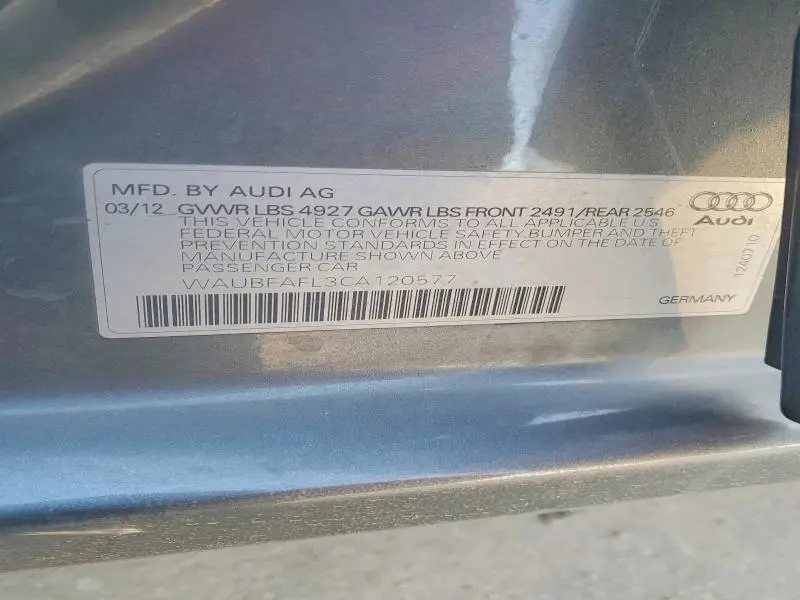 MFD. BY AUDI AG
03/12 GVWR LBS 4927 GAWR LBS FRONT 2491/REAR 2546
THIS VEHICLE CONFORMS TO ALL APPLICABLE U.S.
FEDERAL MOTOR VEHICLE SAFETY, BUMPER AND THEFT
PREVENTION STANDARDS IN EFFECT ON THE DATE OF
MANUFACTURE SHOWN ABOVE
PASSENGER CAR
WAUBFAFL3CA120577
Audi
12A0710
GERMANY